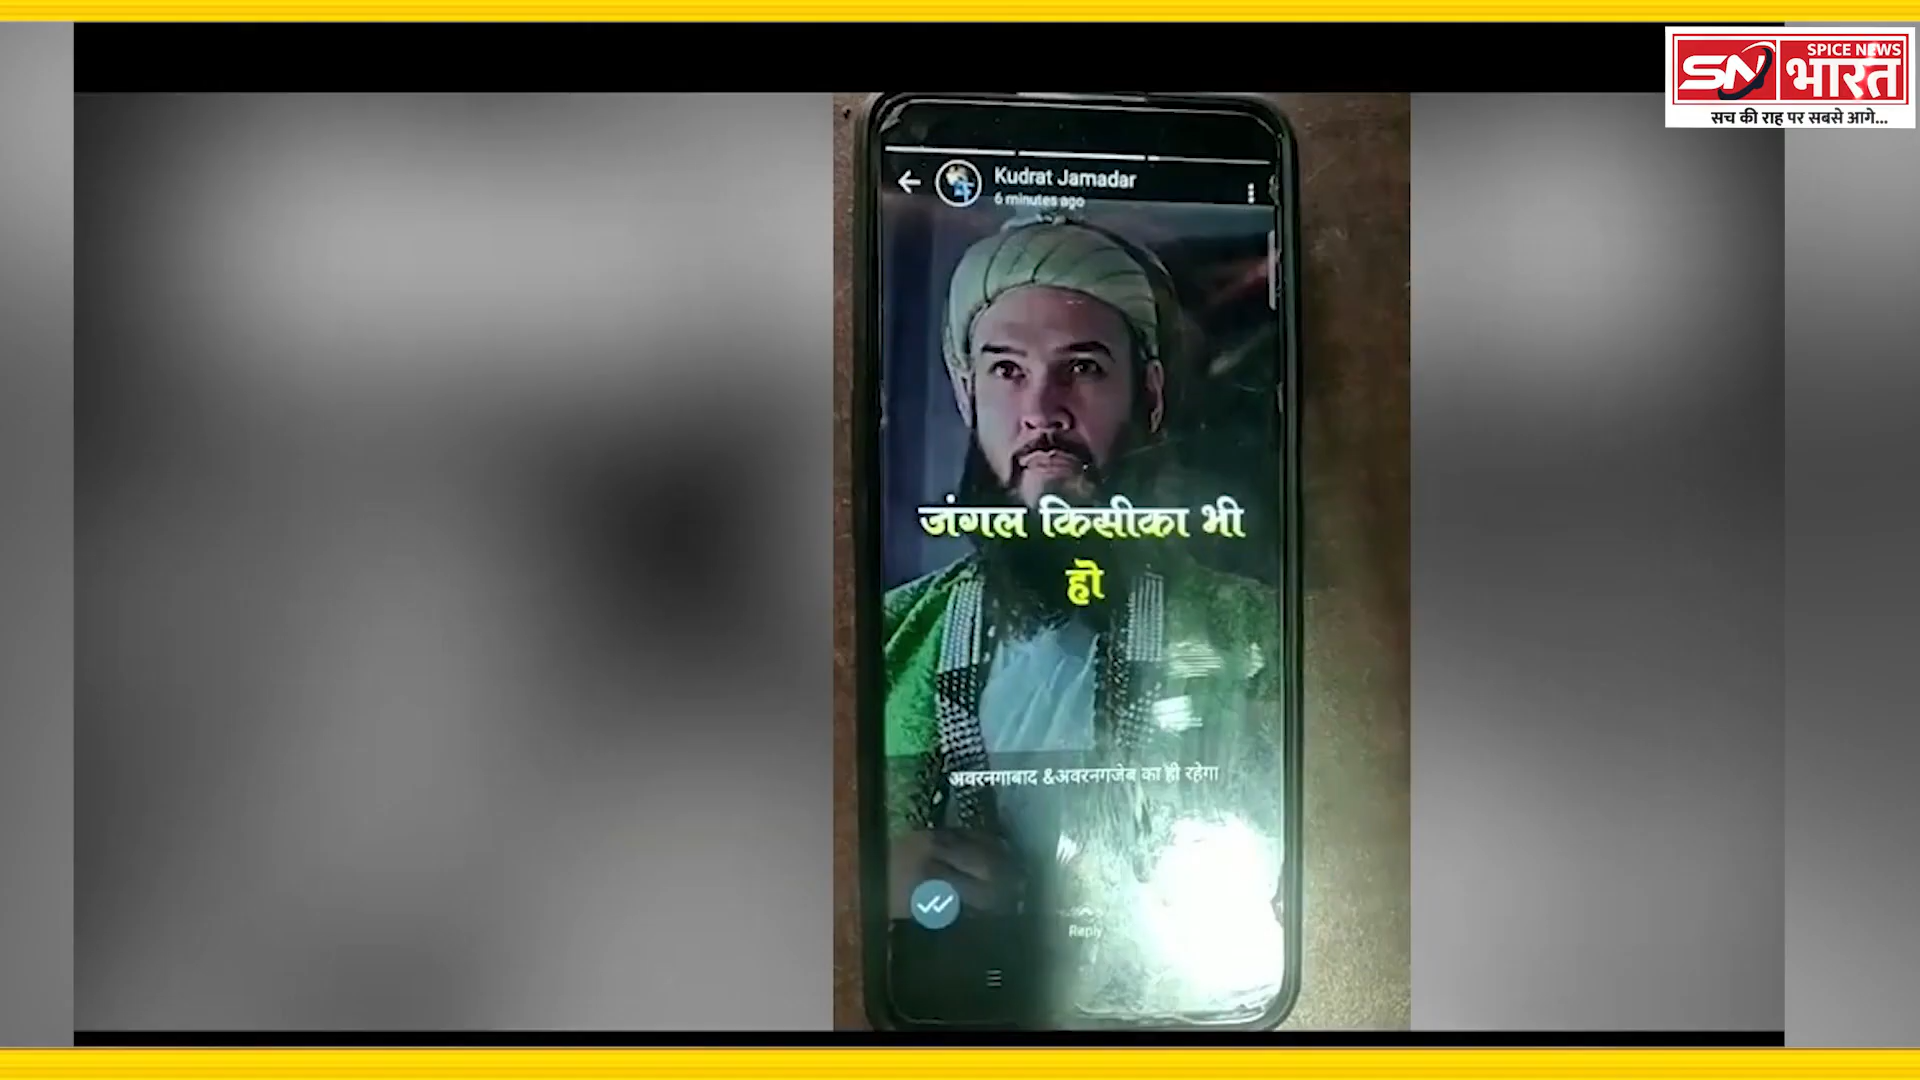 SPICE NEWS
SN भारत
सच की राह पर सबसे आगे...
Kudrat Jamadar
6 minutes ago
जंगल किसीका भी
हो
अवरनगाबाद &अवरनगजेब का ही रहेगा
Reply